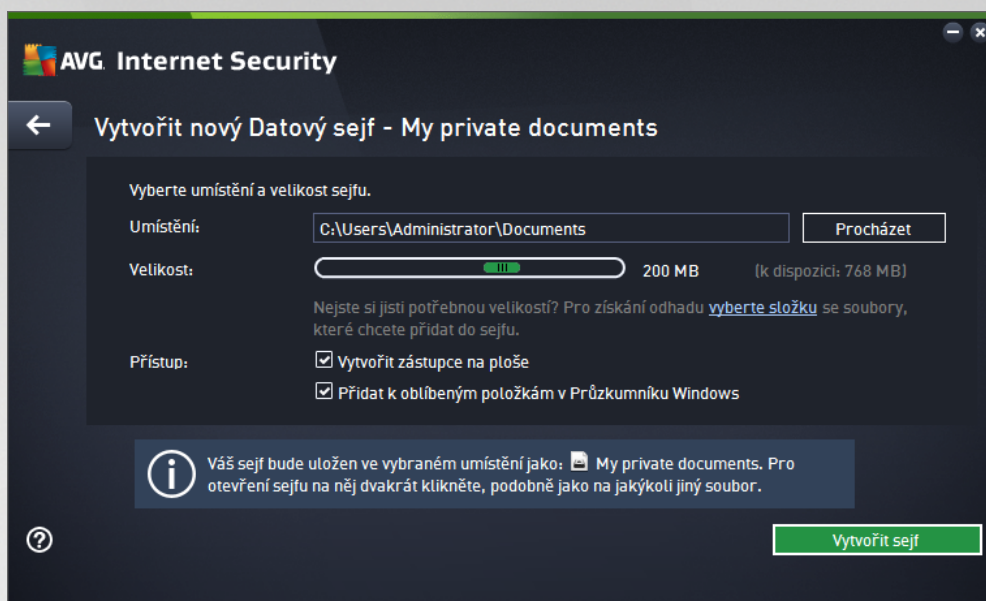 AVG. Internet Security
Vytvořit nový Datový sejf - My private documents
Vyberte umístění a velikost sejfu.
Umístění: C:\Users\Administrator\Documents Procházet
Velikost: 200 MB (k dispozici: 768 MB)
Nejste si jisti potřebnou velikostí? Pro získání odhadu vyberte složku se soubory,
které chcete přidat do sejfu.
Přístup: Vytvořit zástupce na ploše
Přidat k oblíbeným položkám v Průzkumníku Windows
Váš sejf bude uložen ve vybraném umístění jako: My private documents. Pro
otevření sejfu na něj dvakrát klikněte, podobně jako na jakýkoli jiný soubor.
Vytvořit sejf